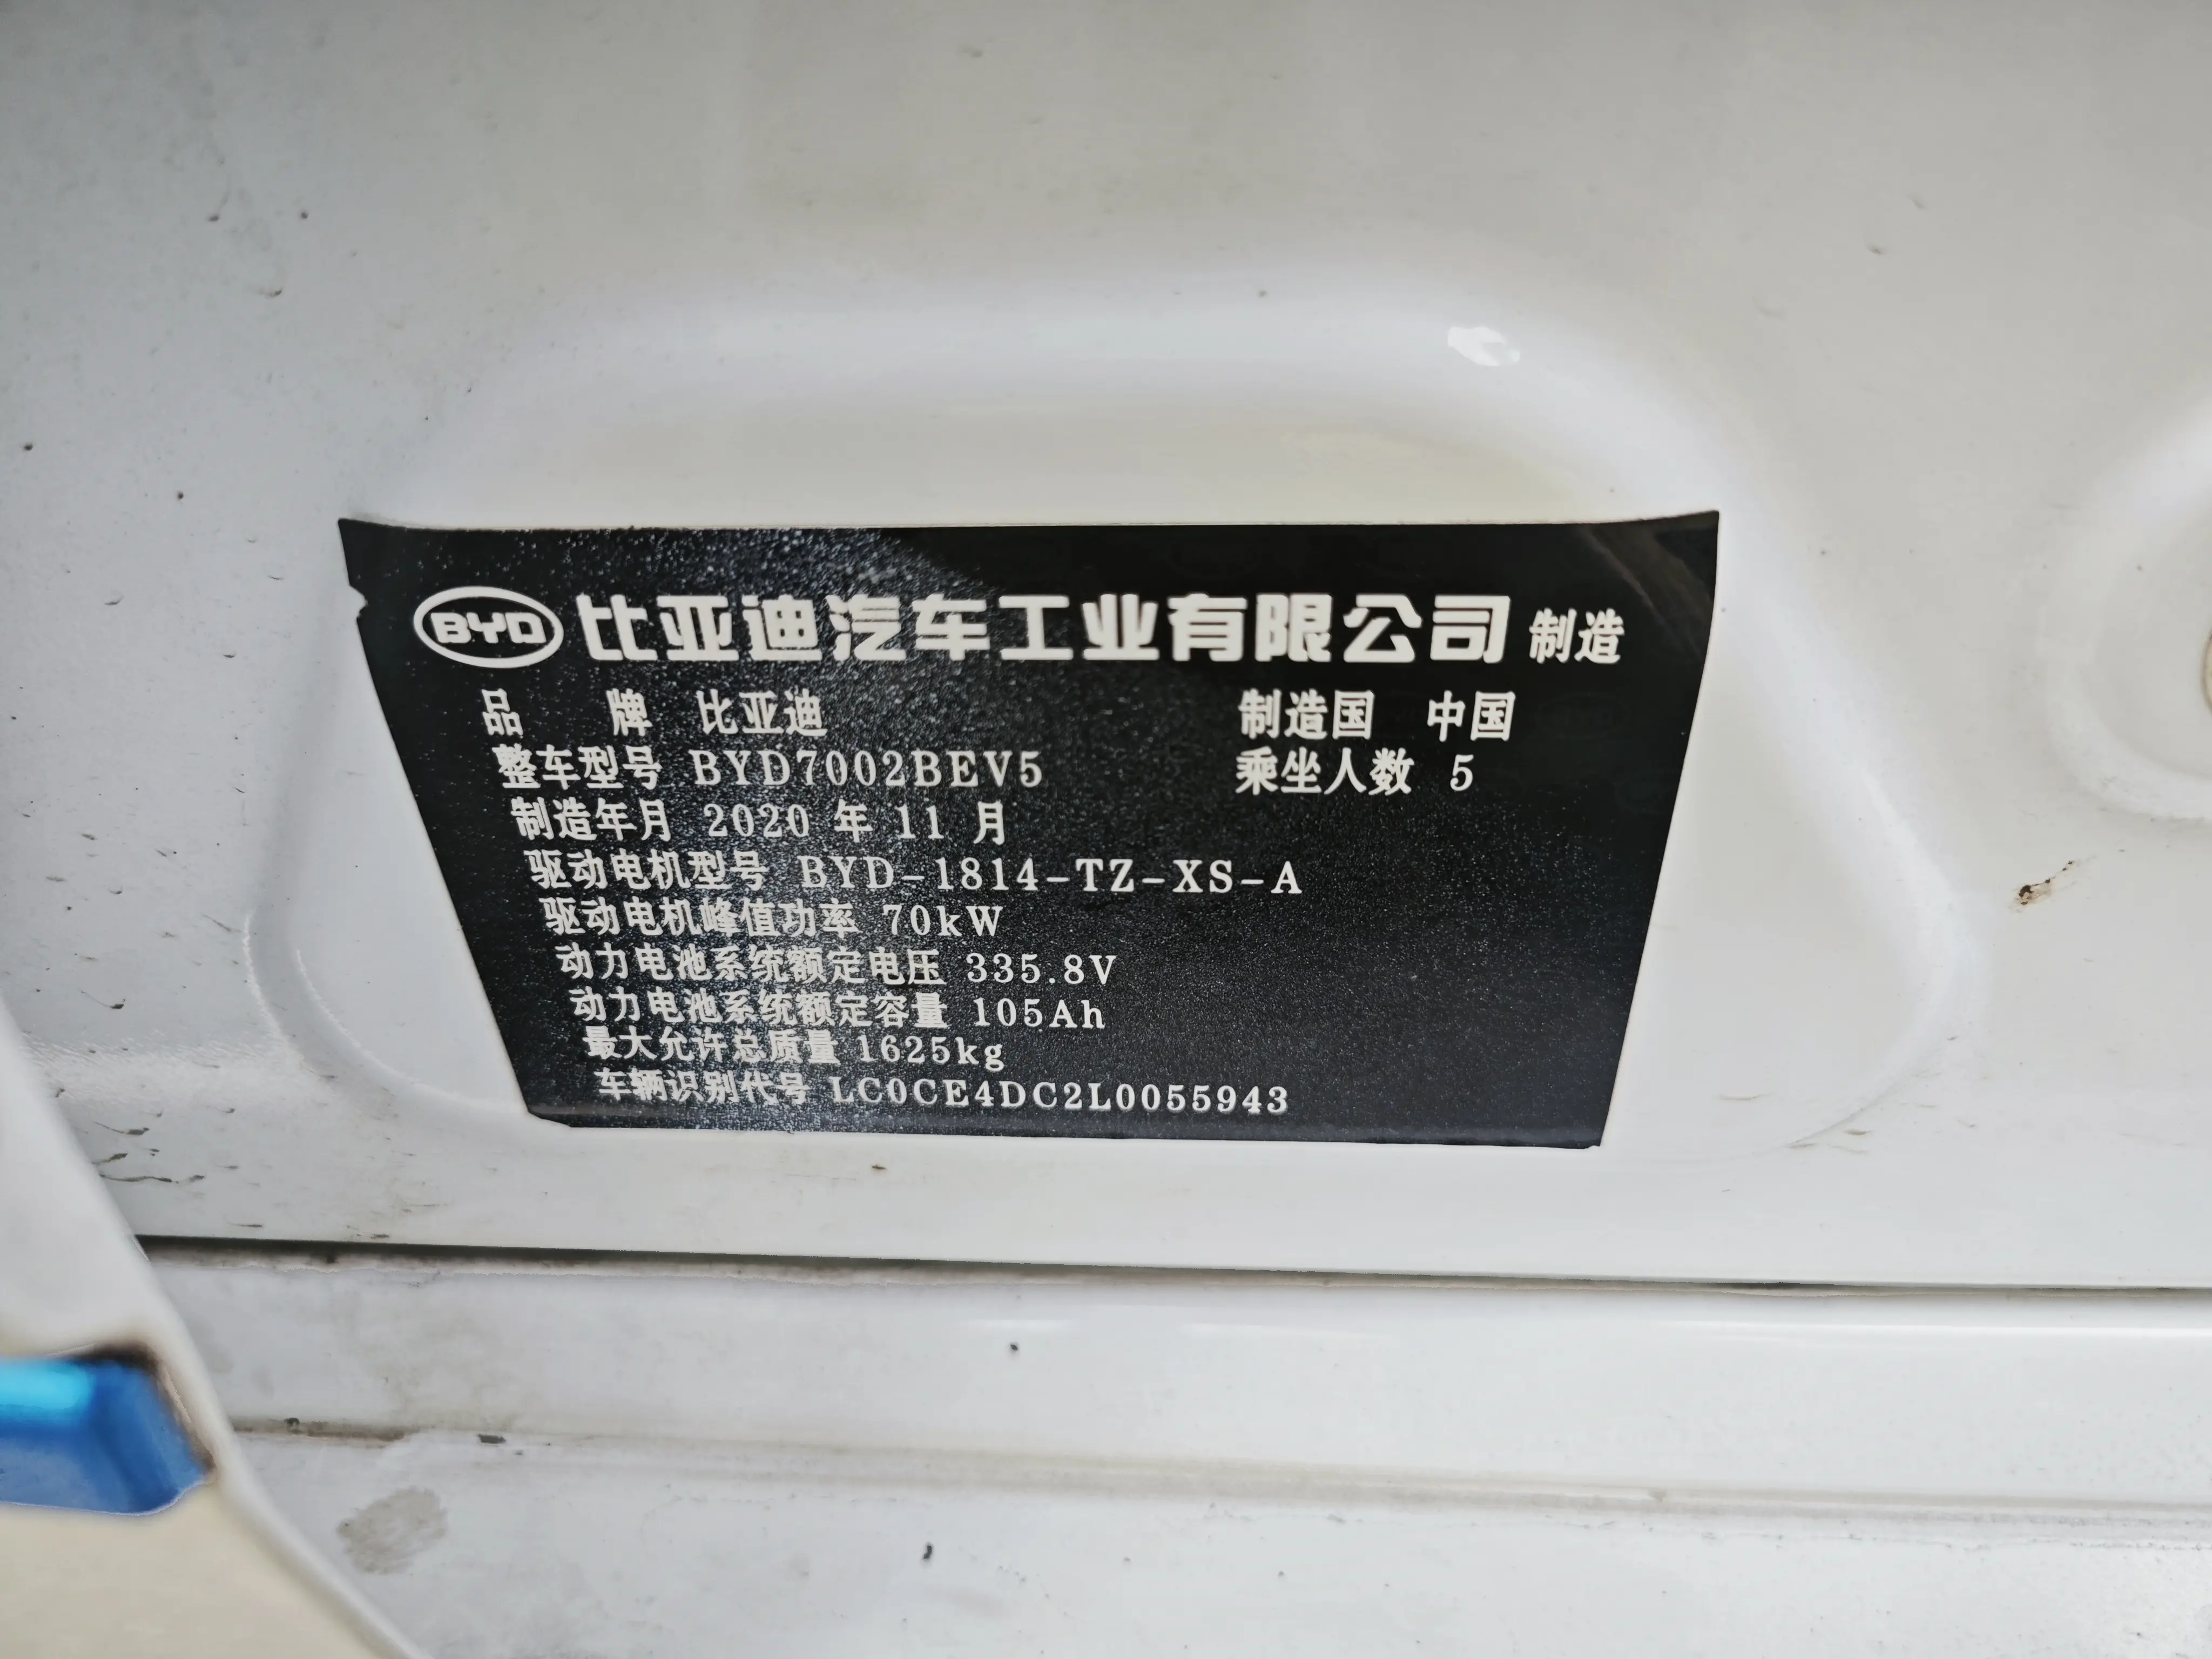 BYD 比亚迪汽车工业有限公司 制造
品 牌 比亚迪 制造国 中国
整车型号 BYD7002BEV5 乘坐人数 5
制造年月 2020 年 11 月
驱动电机型号 BYD-1814-TZ-XS-A
驱动电机峰值功率 70kW
动力电池系统额定电压 335.8V
动力电池系统额定容量 105Ah
最大允许总质量 1625kg
车辆识别代号 LC0CE4DC2L0055943